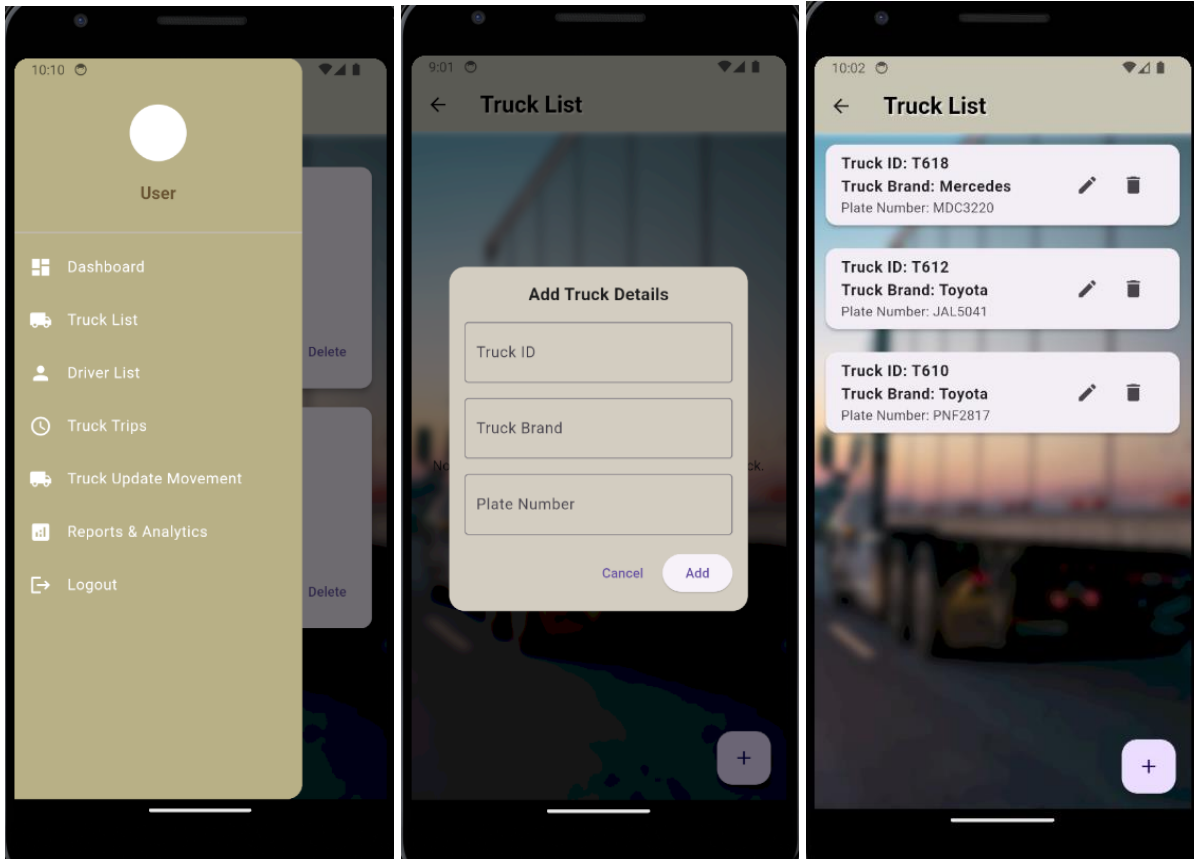 10:10
User
Dashboard
Truck List
Driver List
Truck Trips
Truck Update Movement
Reports & Analytics
Logout
Delete
Delete
9:01
Truck List
No
ck.
Add Truck Details
Truck ID
Truck Brand
Plate Number
Cancel
Add
+
10:02
Truck List
Truck ID: T618
Truck Brand: Mercedes
Plate Number: MDC3220
Truck ID: T612
Truck Brand: Toyota
Plate Number: JAL5041
Truck ID: T610
Truck Brand: Toyota
Plate Number: PNF2817
+